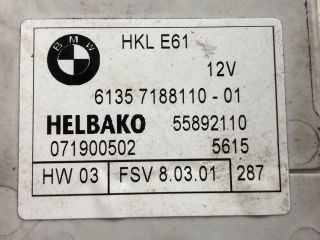 BMW
HKL E61
12V
6135 7188110 - 01
HELBAKO 55892110
071900502 5615
HW 03 FSV 8.03.01 287